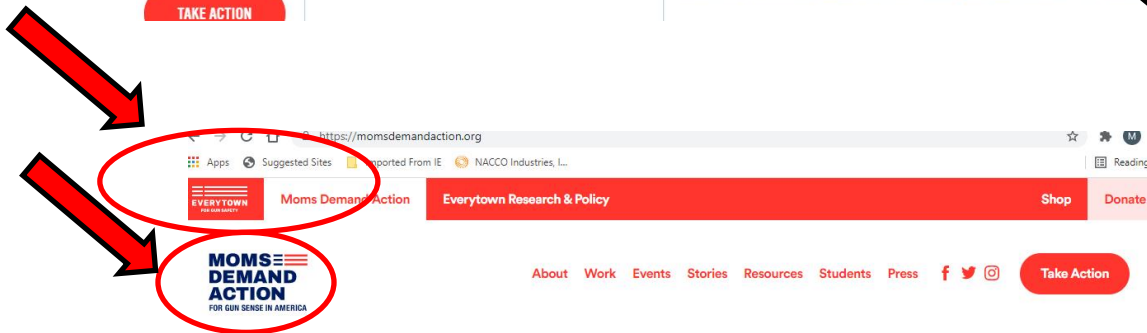 TAKE ACTION
https://momsdemandaction.org
M
Apps Suggested Sites Imported From IE NACCO Industries, I...
Reading
EVERYTOWN
FOR GUN SAFETY
Moms Demand Action Everytown Research & Policy Shop Donate
MOMS
DEMAND
ACTION
FOR GUN SENSE IN AMERICA
About Work Events Stories Resources Students Press f Take Action